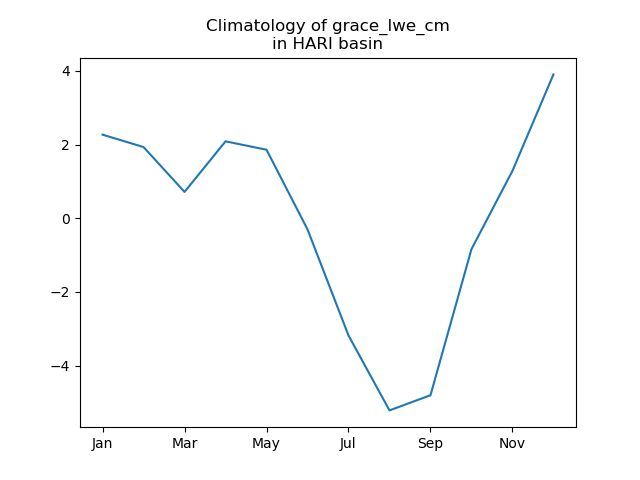 Climatology of grace_lwe_cm
in HARI basin
4
2
0
−2
−4
Jan
Mar
May
Jul
Sep
Nov